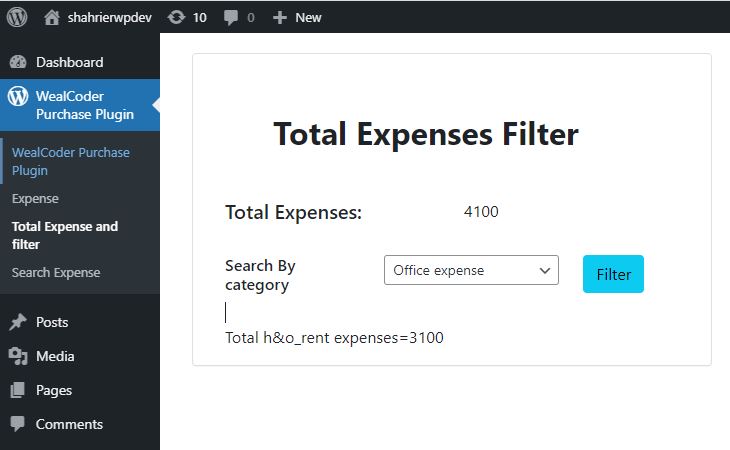 shahrierwpdev 10 0 New
Dashboard
WealCoder
Purchase Plugin
WealCoder Purchase
Plugin
Expense
Total Expense and
filter
Search Expense
Posts
Media
Pages
Comments
Total Expenses Filter
Total Expenses: 4100
Search By
category
Office expense
Filter
Total h&o_rent expenses=3100